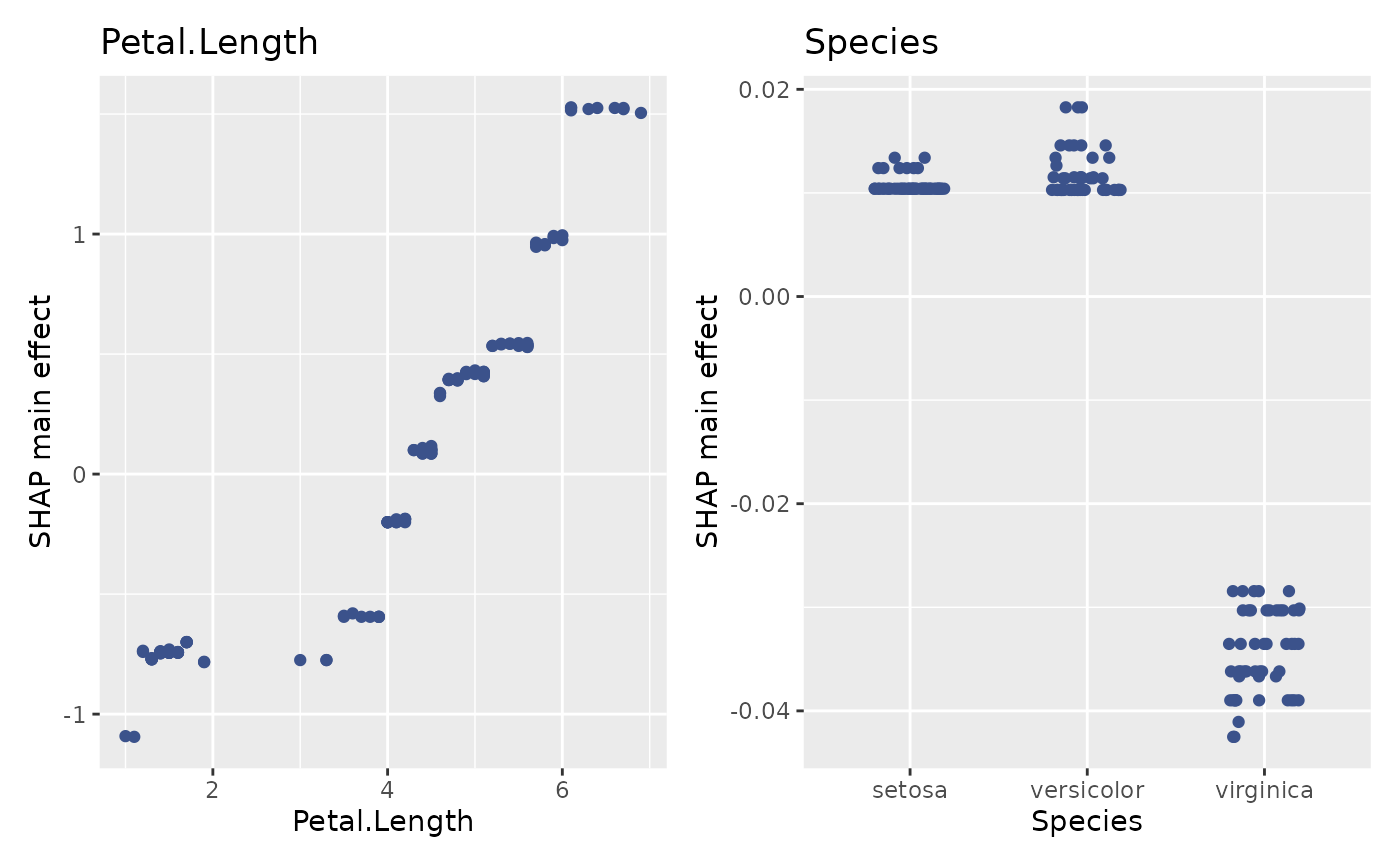 Petal.Length
SHAP main effect
1
0
-1
2 4 6
Petal.Length
Species
SHAP main effect
0.02
0.00
-0.02
-0.04
setosa versicolor virginica
Species